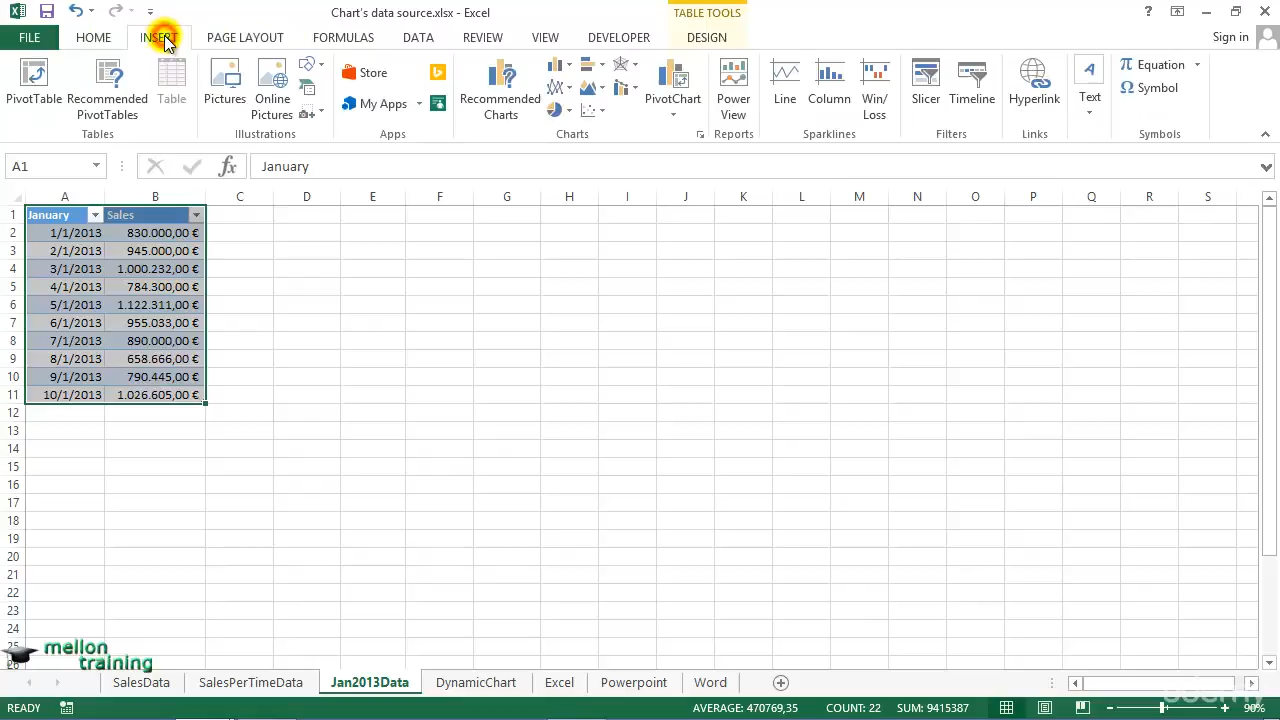 Chart's data source.xlsx - Excel
TABLE TOOLS
?
FILE
HOME
INSERT
PAGE LAYOUT
FORMULAS
DATA
REVIEW
VIEW
DEVELOPER
DESIGN
Sign in
PivotTable
Recommended
PivotTables
Table
Tables
Pictures
Online
Pictures
Illustrations
Store
My Apps
Apps
Recommended
Charts
PivotChart
Charts
Power
View
Reports
Line
Column
Win/
Loss
Sparklines
Slicer
Timeline
Filters
Hyperlink
Links
Text
π Equation
Ω Symbol
Symbols
A1
fx
January
A B C D E F G H I J K L M N O P Q R S
1 January Sales
2 1/1/2013 830.000,00 €
3 2/1/2013 945.000,00 €
4 3/1/2013 1.000.232,00 €
5 4/1/2013 784.300,00 €
6 5/1/2013 1.122.311,00 €
7 6/1/2013 955.033,00 €
8 7/1/2013 890.000,00 €
9 8/1/2013 658.666,00 €
10 9/1/2013 790.445,00 €
11 10/1/2013 1.026.605,00 €
12
13
14
15
16
17
18
19
20
21
22
23
24
25
26
mellon
training
SalesData
SalesPerTimeData
Jan2013Data
DynamicChart
Excel
Powerpoint
Word
READY
AVERAGE: 470769,35
COUNT: 22
SUM: 9415387
90%